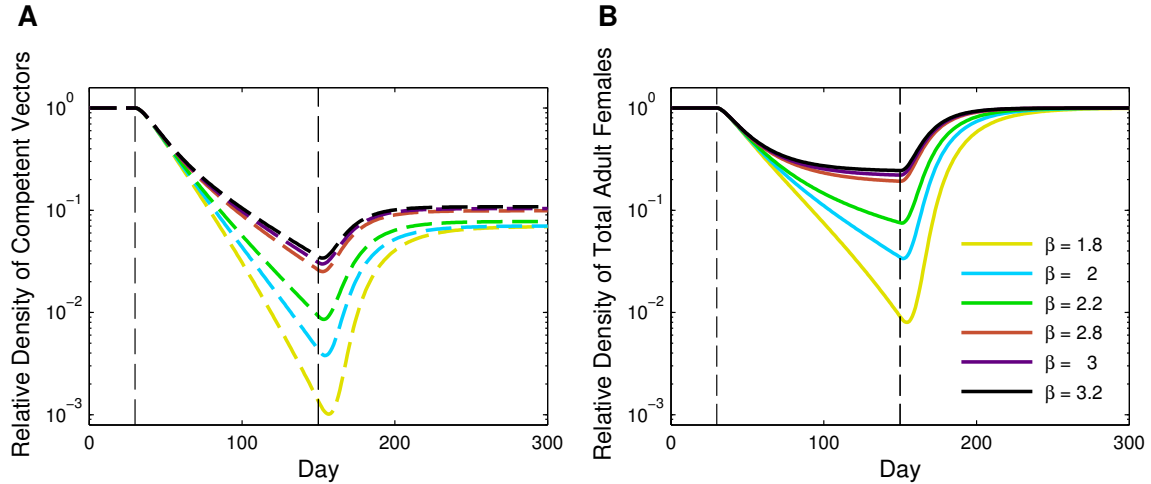 A
Relative Density of Competent Vectors
10^0
10^-1
10^-2
10^-3
0
100
200
300
Day
B
Relative Density of Total Adult Females
10^0
10^-1
10^-2
10^-3
0
100
200
300
Day
β = 1.8
β = 2
β = 2.2
β = 2.8
β = 3
β = 3.2